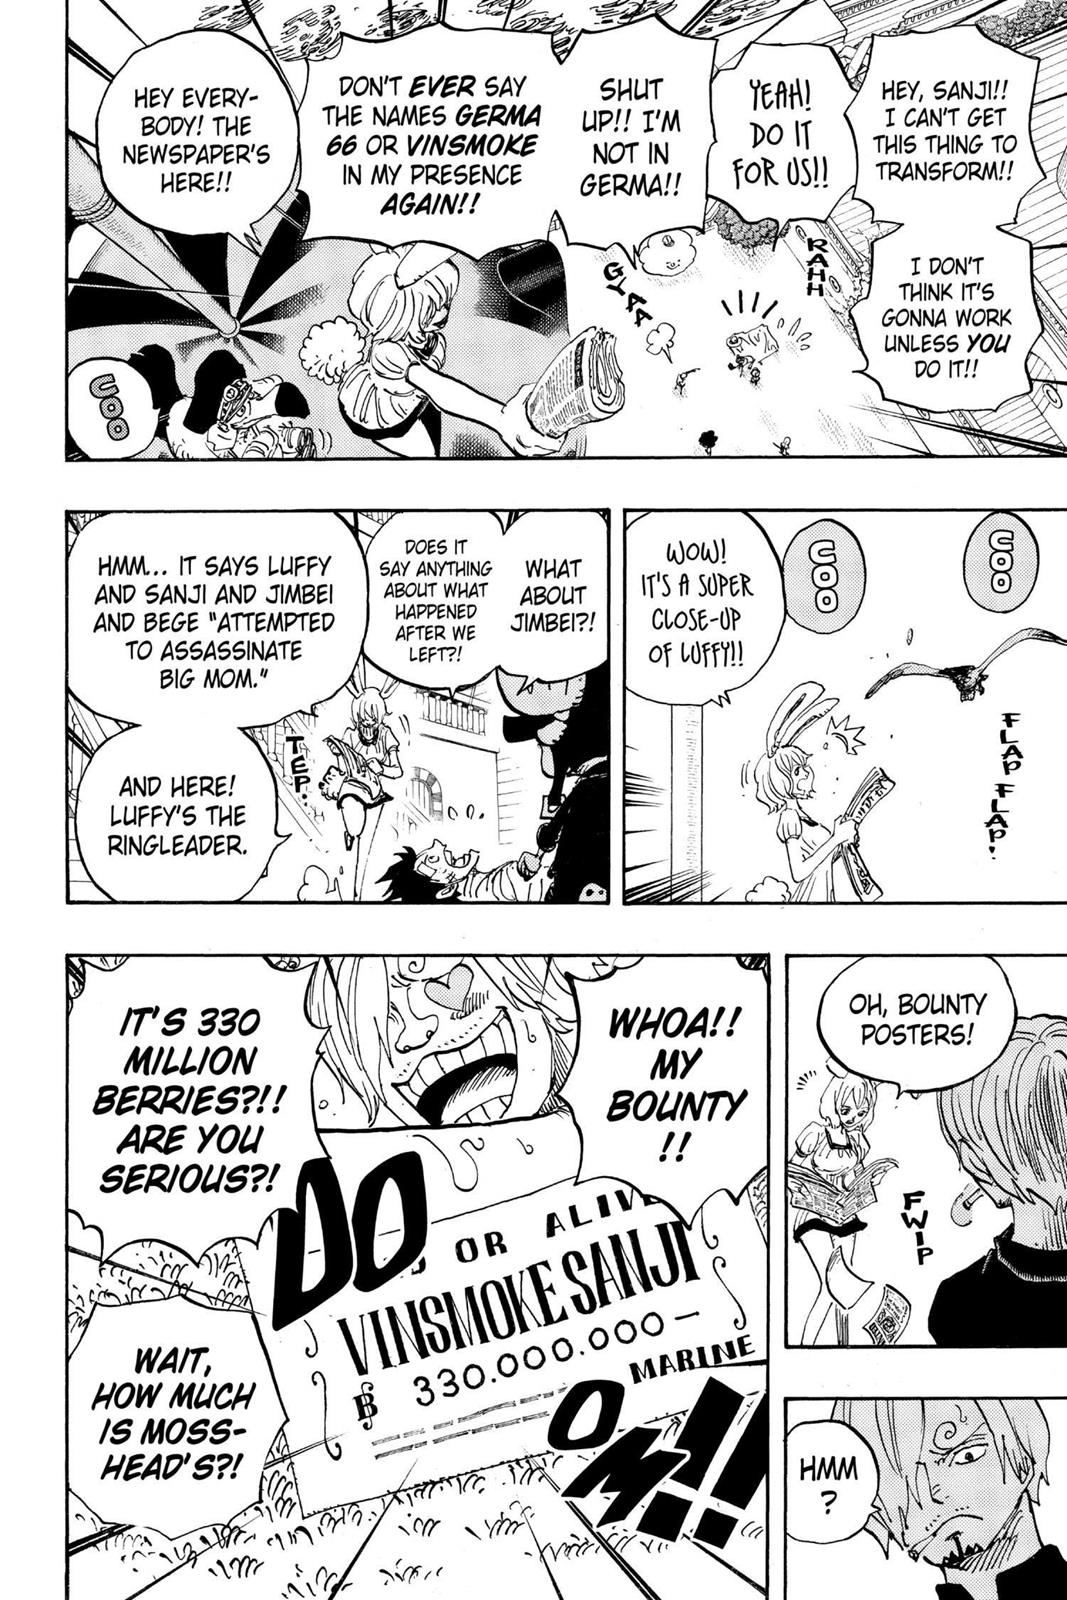 HEY, SANJI!!
I CAN'T GET
THIS THING TO
TRANSFORM!!
I DON'T
THINK IT'S
GONNA WORK
UNLESS YOU
DO IT!!
YEAH!
DO IT
FOR US!!
RAHH
SHUT
UP!! I'M
NOT IN
GERMA!!
GYAA
DON'T EVER SAY
THE NAMES GERMA
66 OR VINSMOKE
IN MY PRESENCE
AGAIN!!
HEY EVERY-
BODY! THE
NEWSPAPER'S
HERE!!
COO
COO
COO
FLAP FLAP!
WOW!
IT'S A SUPER
CLOSE-UP
OF LUFFY!!
WHAT
ABOUT
JIMBEI?!
DOES IT
SAY ANYTHING
ABOUT WHAT
HAPPENED
AFTER WE
LEFT?!
TEP.
HMM... IT SAYS LUFFY
AND SANJI AND JIMBEI
AND BEGE "ATTEMPTED
TO ASSASSINATE
BIG MOM."
AND HERE!
LUFFY'S THE
RINGLEADER.
OH, BOUNTY
POSTERS!
FWIP
HMM
?
WHOA!!
MY
BOUNTY
!!
IT'S 330
MILLION
BERRIES?!!
ARE YOU
SERIOUS?!
DO
OM!!
OR ALIVE
VINSMOKE SANJI
฿ 330.000.000-
MARINE
WAIT,
HOW MUCH
IS MOSS-
HEAD'S?!